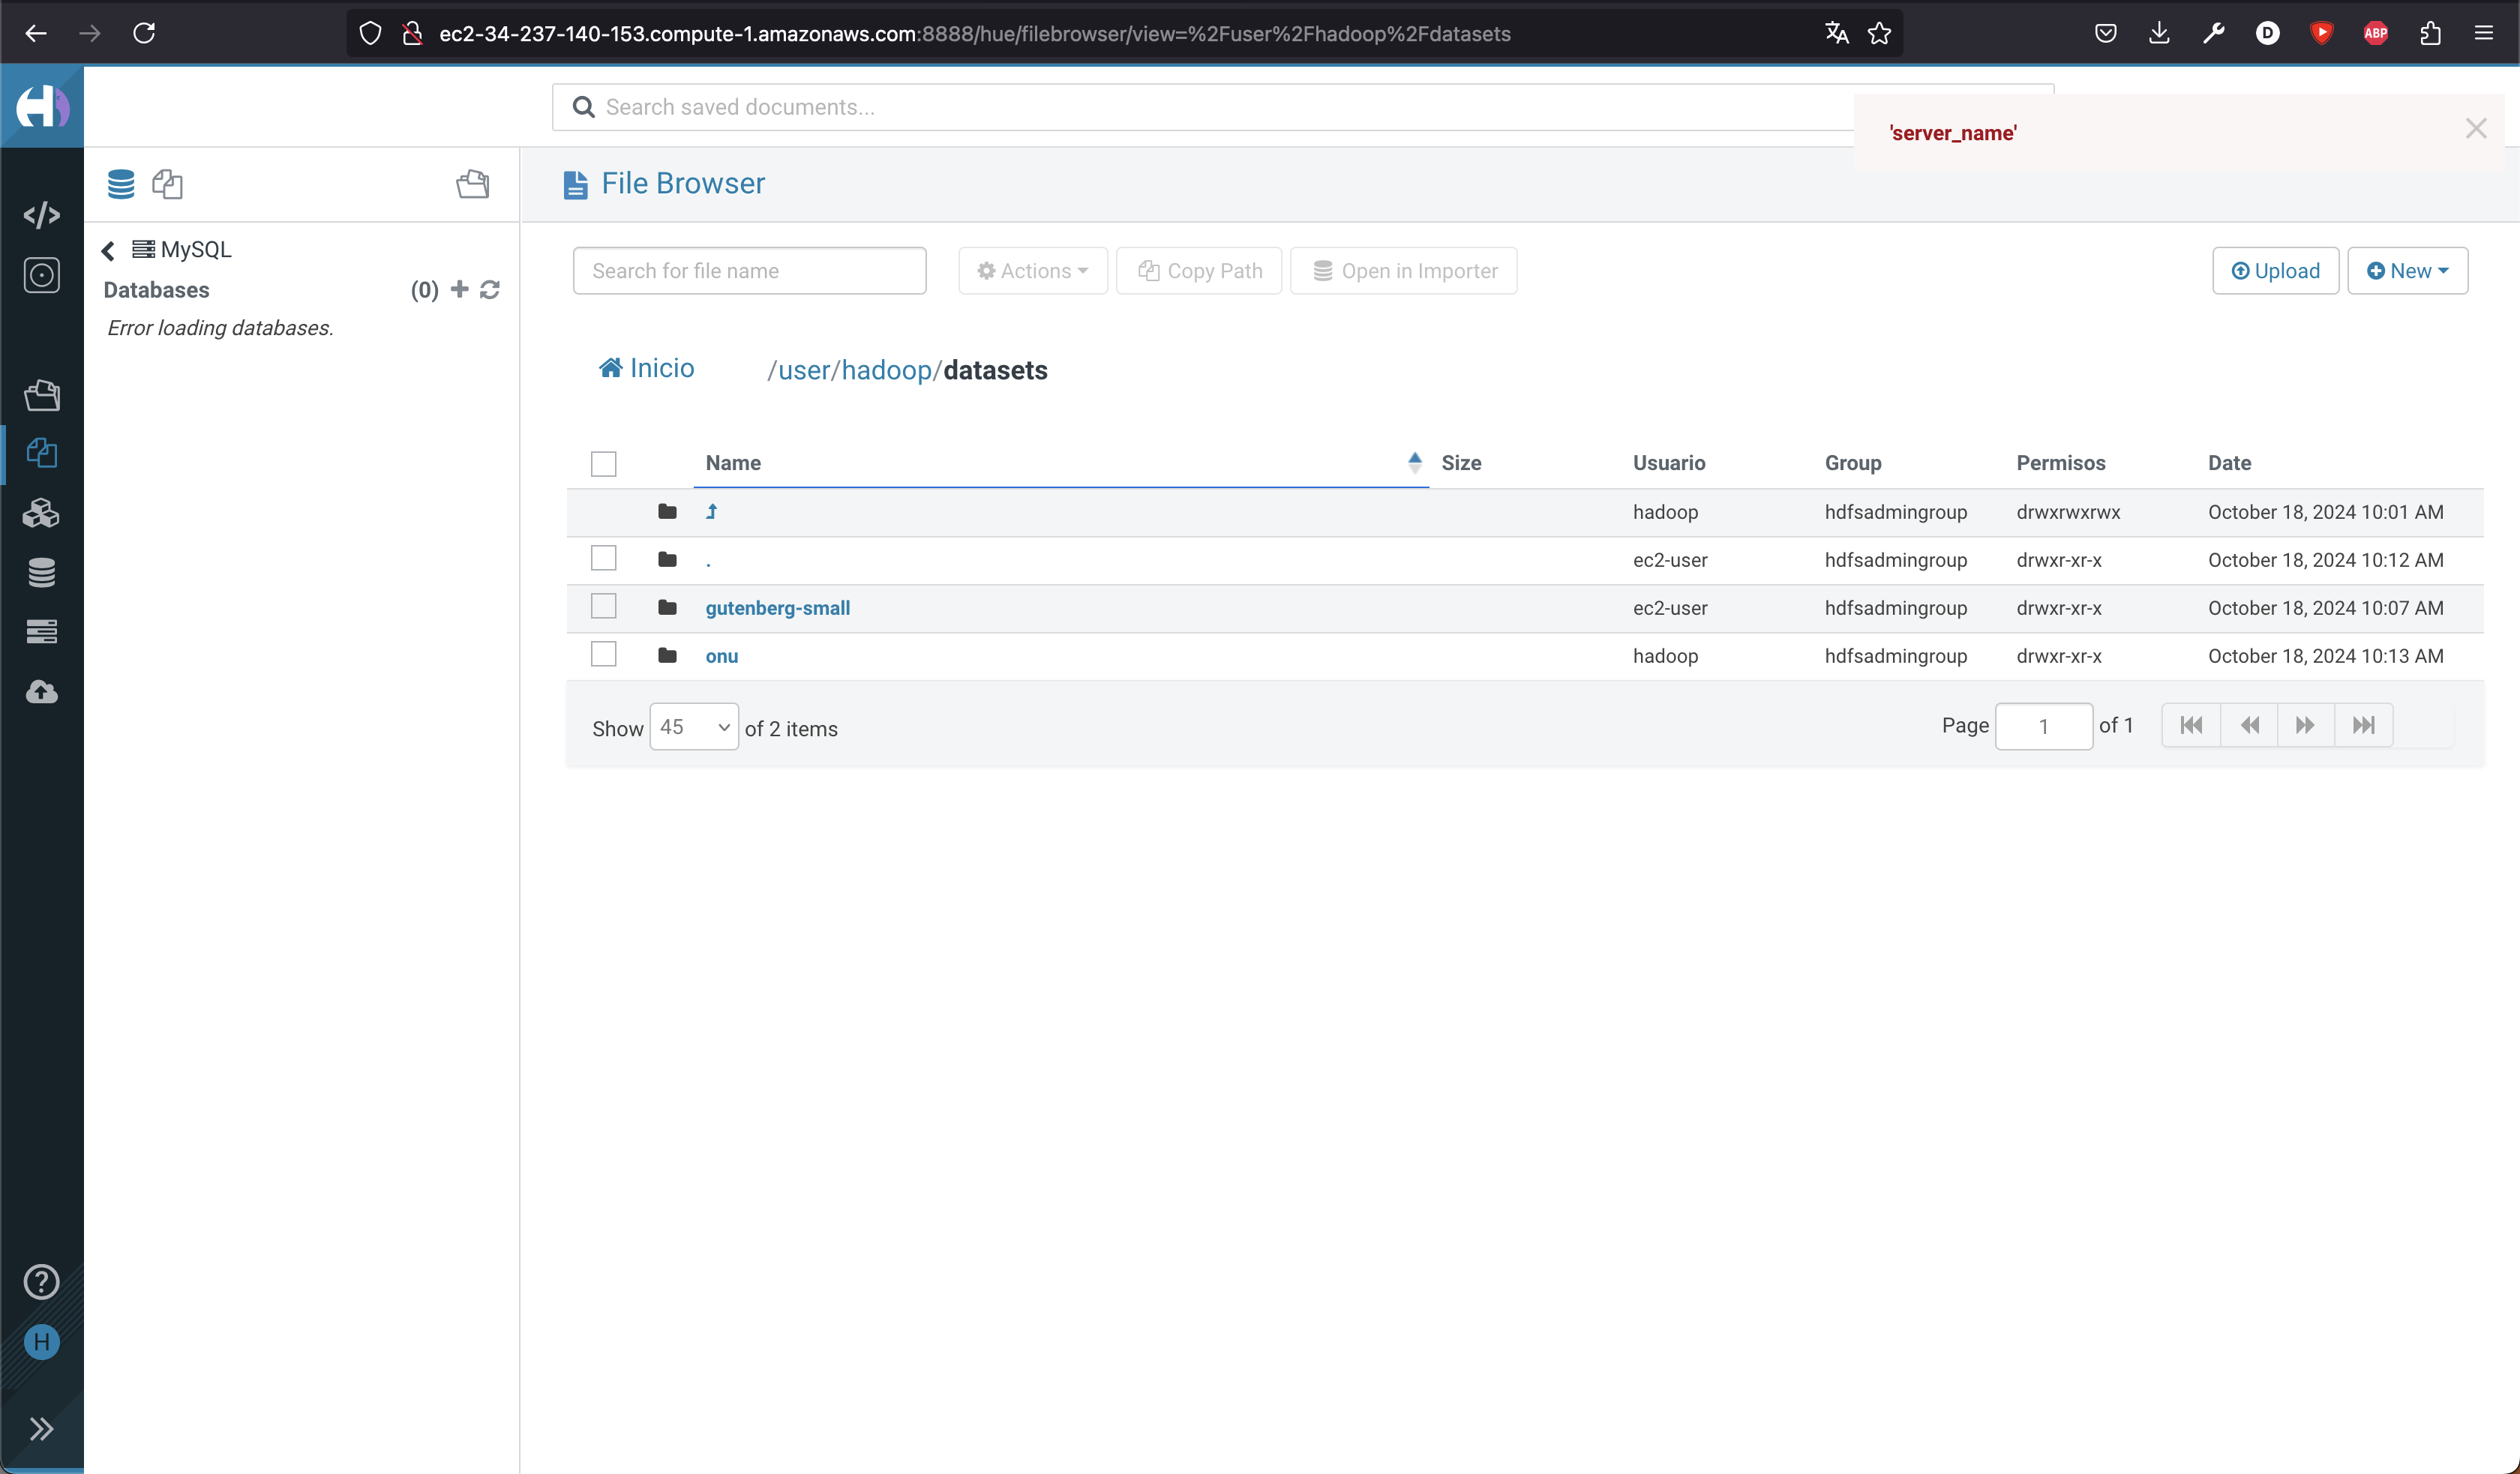 ec2-34-237-140-153.compute-1.amazonaws.com:8888/hue/filebrowser/view=%2Fuser%2Fhadoop%2Fdatasets
D
ABP
Search saved documents...
'server_name'
File Browser
MySQL
Databases (0)
Error loading databases.
Search for file name Actions Copy Path Open in Importer Upload New
Inicio /user/hadoop/datasets
Name Size Usuario Group Permisos Date
hadoop hdfsadmingroup drwxrwxrwx October 18, 2024 10:01 AM
. ec2-user hdfsadmingroup drwxr-xr-x October 18, 2024 10:12 AM
gutenberg-small ec2-user hdfsadmingroup drwxr-xr-x October 18, 2024 10:07 AM
onu hadoop hdfsadmingroup drwxr-xr-x October 18, 2024 10:13 AM
Show 45 of 2 items Page 1 of 1
H